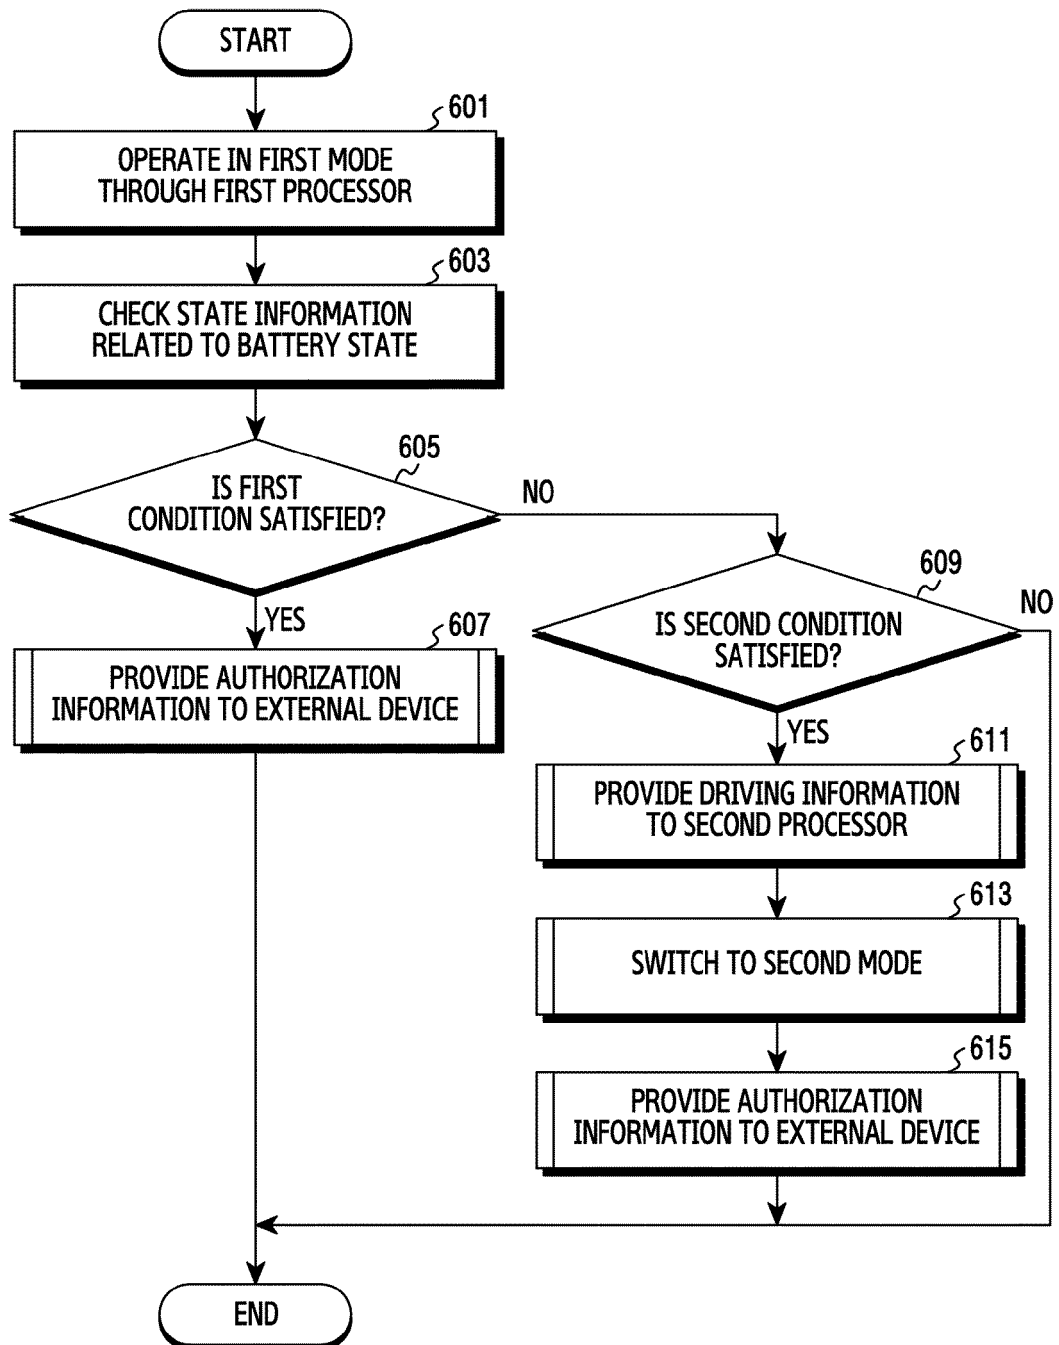 START
601
OPERATE IN FIRST MODE
THROUGH FIRST PROCESSOR
603
CHECK STATE INFORMATION
RELATED TO BATTERY STATE
605
IS FIRST
CONDITION SATISFIED?
NO
YES
607
PROVIDE AUTHORIZATION
INFORMATION TO EXTERNAL DEVICE
609
IS SECOND CONDITION
SATISFIED?
NO
YES
611
PROVIDE DRIVING INFORMATION
TO SECOND PROCESSOR
613
SWITCH TO SECOND MODE
615
PROVIDE AUTHORIZATION
INFORMATION TO EXTERNAL DEVICE
END